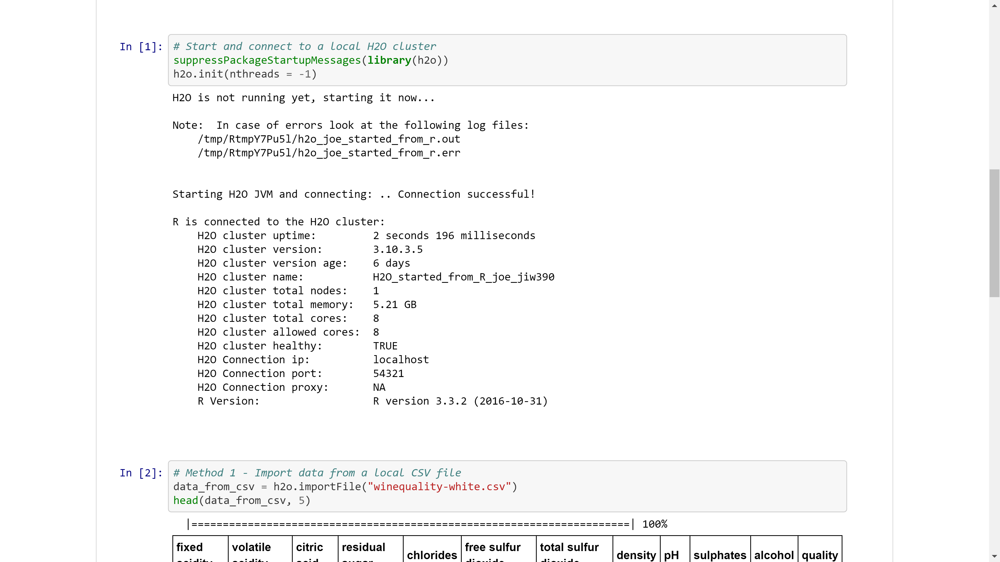 In [1]:
# Start and connect to a local H2O cluster
suppressPackageStartupMessages(library(h2o))
h2o.init(nthreads = -1)
H2O is not running yet, starting it now...
Note:  In case of errors look at the following log files:
    /tmp/RtmpY7Pu5l/h2o_joe_started_from_r.out
    /tmp/RtmpY7Pu5l/h2o_joe_started_from_r.err
Starting H2O JVM and connecting: .. Connection successful!
R is connected to the H2O cluster:
    H2O cluster uptime:         2 seconds 196 milliseconds
    H2O cluster version:        3.10.3.5
    H2O cluster version age:    6 days
    H2O cluster name:           H2O_started_from_R_joe_jiw390
    H2O cluster total nodes:    1
    H2O cluster total memory:   5.21 GB
    H2O cluster total cores:    8
    H2O cluster allowed cores:  8
    H2O cluster healthy:        TRUE
    H2O Connection ip:          localhost
    H2O Connection port:        54321
    H2O Connection proxy:       NA
    R Version:                  R version 3.3.2 (2016-10-31)
In [2]:
# Method 1 - Import data from a local CSV file
data_from_csv = h2o.importFile("winequality-white.csv")
head(data_from_csv, 5)
|======================================================================| 100%
fixed volatile citric residual chlorides free sulfur total sulfur density pH sulphates alcohol quality